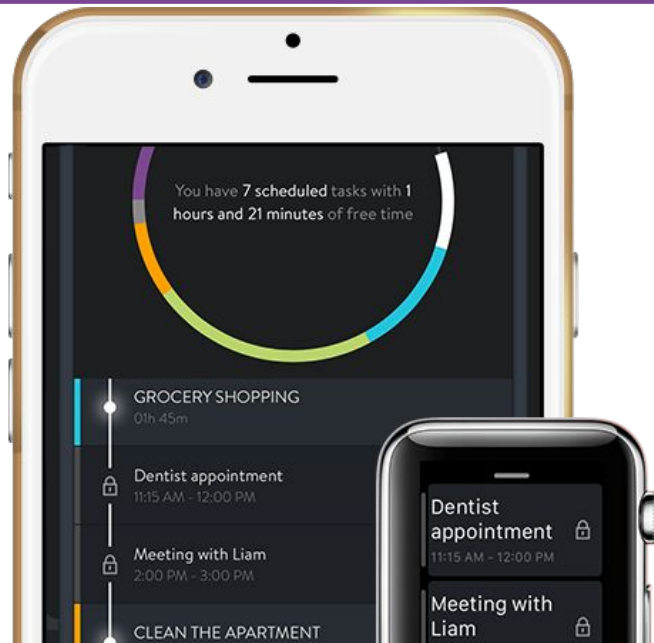 You have 7 scheduled tasks with 1
hours and 21 minutes of free time
GROCERY SHOPPING
01h 45m
Dentist appointment
11:15 AM - 12:00 PM
Meeting with Liam
2:00 PM - 3:00 PM
CLEAN THE APARTMENT
Dentist
appointment
11:15 AM - 12:00 PM
Meeting with
Liam